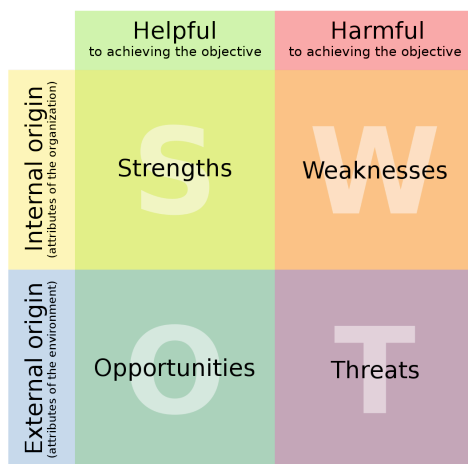 Helpful
to achieving the objective
Harmful
to achieving the objective
Internal origin
(attributes of the organization)
S
Strengths
W
Weaknesses
External origin
(attributes of the environment)
O
Opportunities
T
Threats